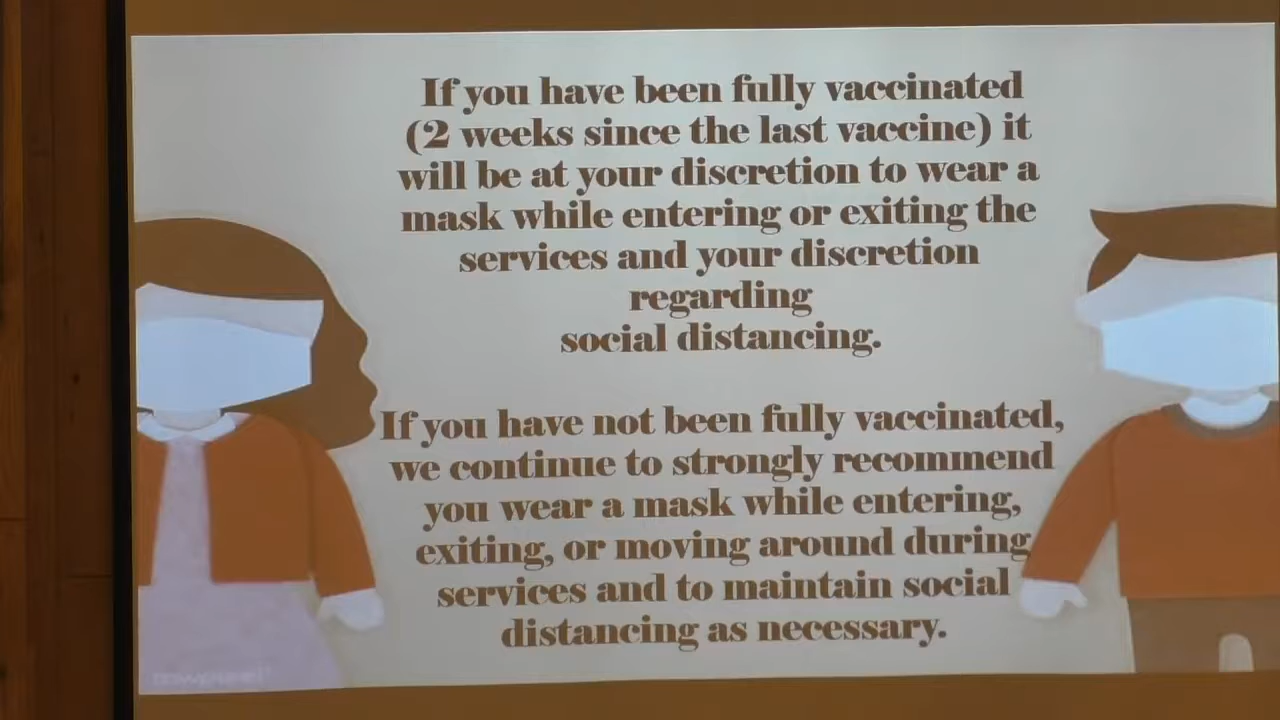 If you have been fully vaccinated
(2 weeks since the last vaccine) it
will be at your discretion to wear a
mask while entering or exiting the
services and your discretion
regarding
social distancing.
If you have not been fully vaccinated,
we continue to strongly recommend
you wear a mask while entering,
exiting, or moving around during
services and to maintain social
distancing as necessary.